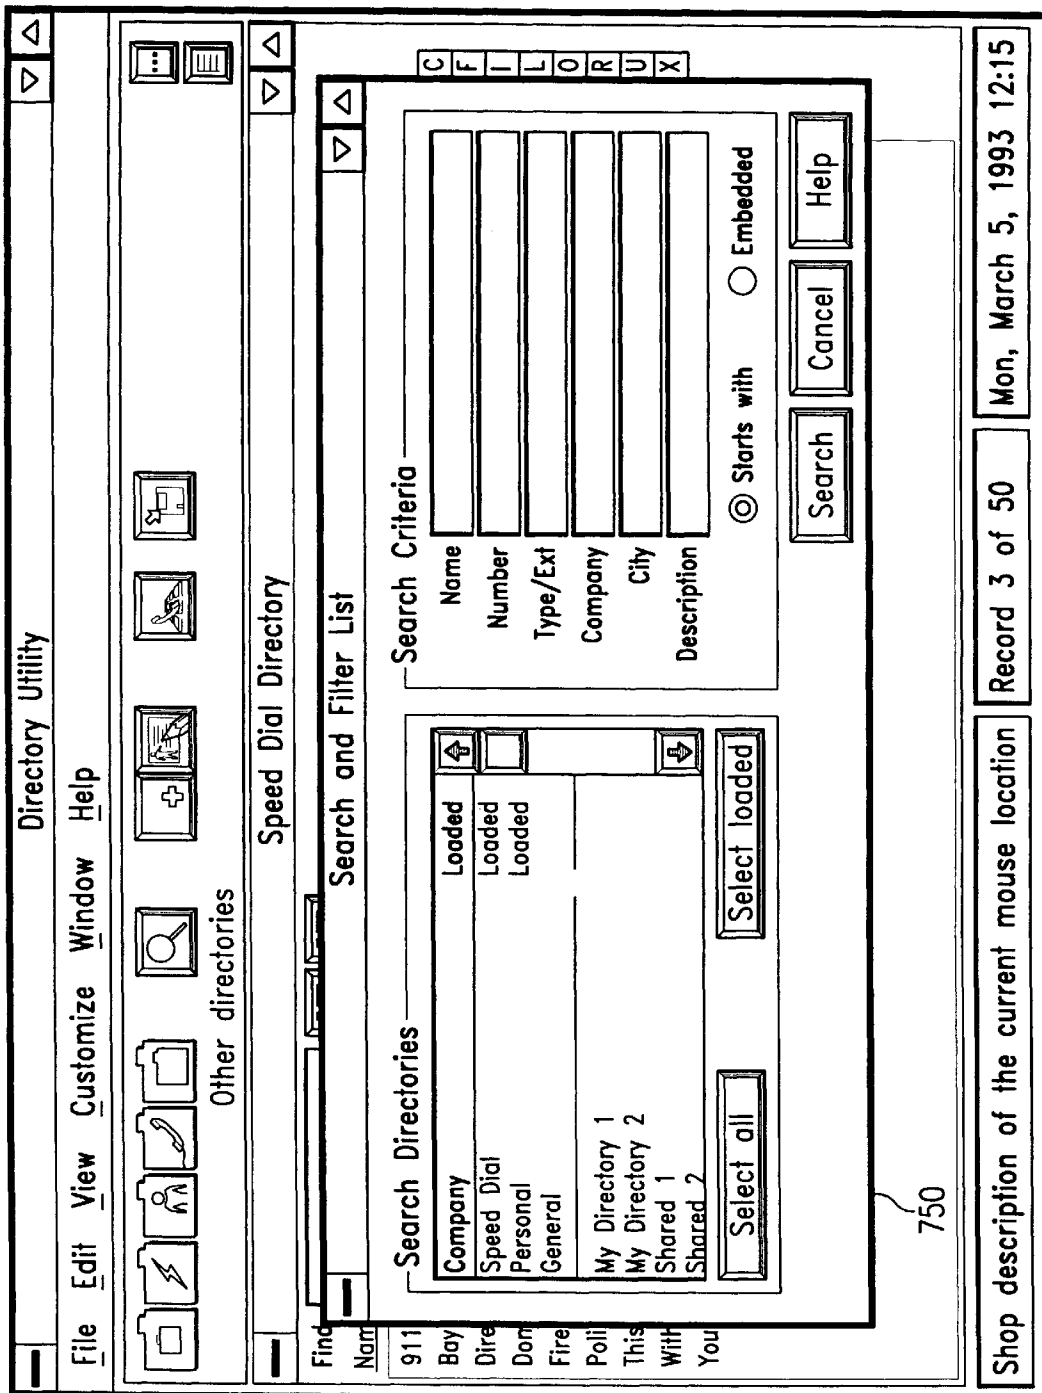 Directory Utility
File Edit View Customize Window Help
Other directories
Speed Dial Directory
Find
Nam
911
Bay
Dire
Don
Fire
Poli
This
With
You
C
F
I
L
O
R
U
X
Search and Filter List
Search Directories
Company Loaded
Speed Dial Loaded
Personal Loaded
General
My Directory 1
My Directory 2
Shared 1
Shared 2
Select all
Select loaded
Search Criteria
Name
Number
Type/Ext
Company
City
Description
Starts with
Embedded
Search
Cancel
Help
750
Shop description of the current mouse location
Record 3 of 50
Mon, March 5, 1993 12:15